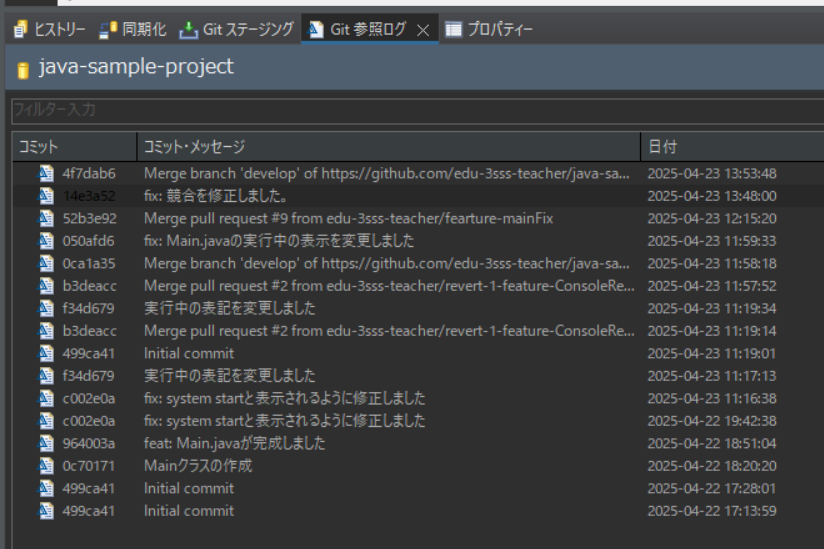 ヒストリー 同期化 Git ステージング Git 参照ログ プロパティー
java-sample-project
フィルター入力
コミット コミット・メッセージ 日付
4f7dab6 Merge branch 'develop' of https://github.com/edu-3sss-teacher/java-sa... 2025-04-23 13:53:48
14e3a52 fix: 競合を修正しました。 2025-04-23 13:48:00
52b3e92 Merge pull request #9 from edu-3sss-teacher/fearture-mainFix 2025-04-23 12:15:20
050afd6 fix: Main.javaの実行中の表示を変更しました 2025-04-23 11:59:33
0ca1a35 Merge branch 'develop' of https://github.com/edu-3sss-teacher/java-sa... 2025-04-23 11:58:18
b3deacc Merge pull request #2 from edu-3sss-teacher/revert-1-feature-ConsoleRe... 2025-04-23 11:57:52
f34d679 実行中の表記を変更しました 2025-04-23 11:19:34
b3deacc Merge pull request #2 from edu-3sss-teacher/revert-1-feature-ConsoleRe... 2025-04-23 11:19:14
499ca41 Initial commit 2025-04-23 11:19:01
f34d679 実行中の表記を変更しました 2025-04-23 11:17:13
c002e0a fix: system startと表示されるように修正しました 2025-04-23 11:16:38
c002e0a fix: system startと表示されるように修正しました 2025-04-22 19:42:38
964003a feat: Main.javaが完成しました 2025-04-22 18:51:04
0c70171 Mainクラスの作成 2025-04-22 18:20:20
499ca41 Initial commit 2025-04-22 17:28:01
499ca41 Initial commit 2025-04-22 17:13:59